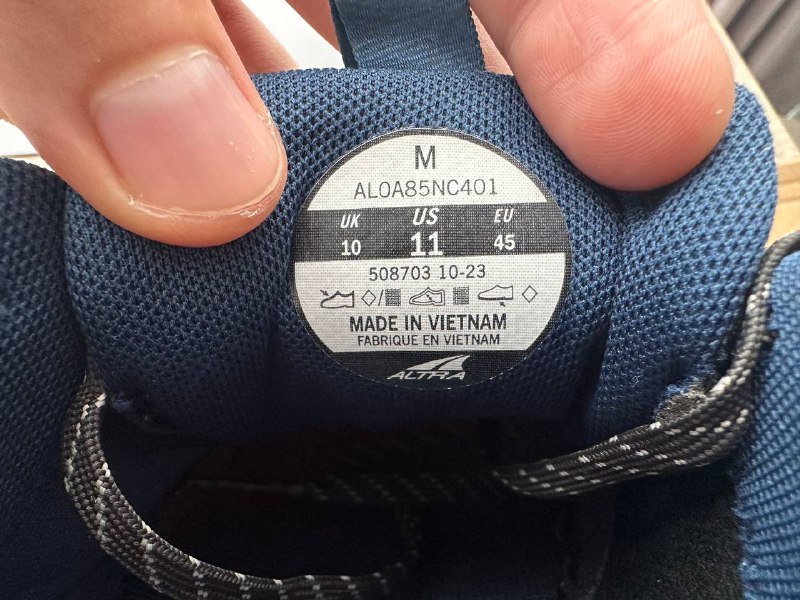 M
AL0A85NC401
UK US EU
10 11 45
508703 10-23
MADE IN VIETNAM
FABRIQUE EN VIETNAM
ALTRA